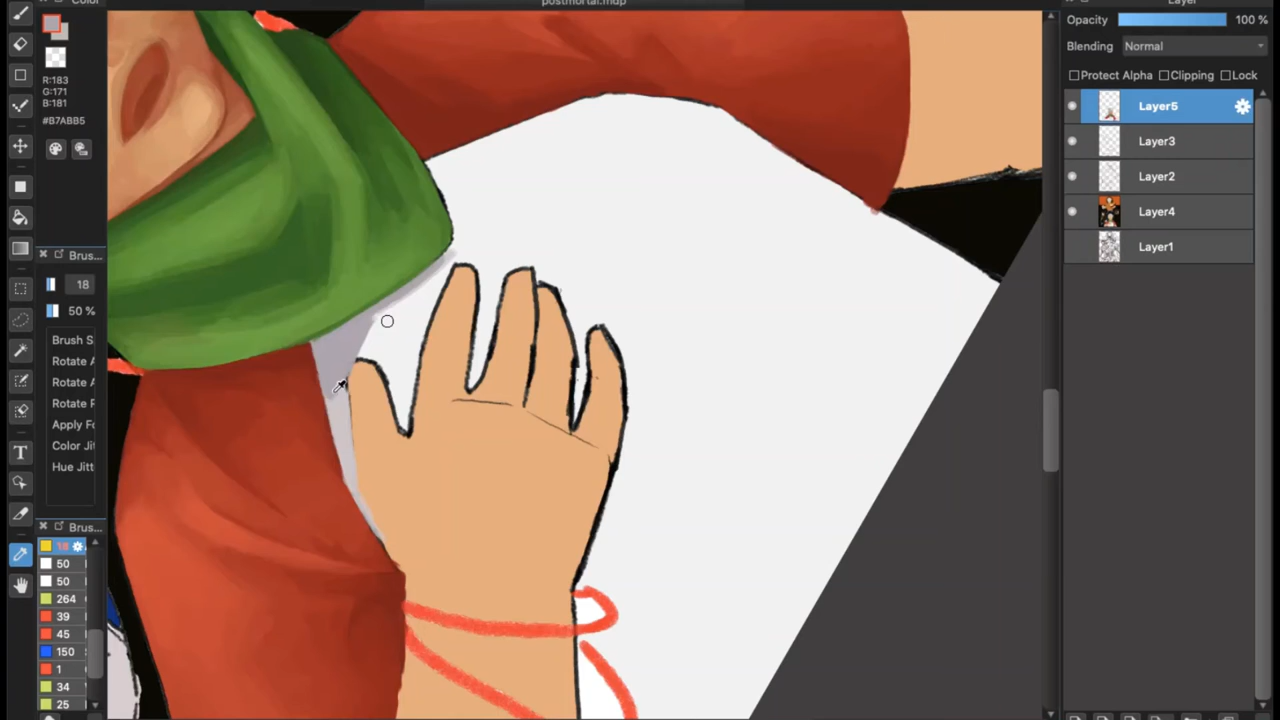 Color
postmortal.mdp
Layer
R:183
G:171
B:181
#B7ABB5
Opacity 100 %
Blending Normal
Protect Alpha Clipping Lock
Layer5
Layer3
Layer2
Layer4
Layer1
Brus...
18
50 %
Brush S
Rotate A
Rotate A
Rotate F
Apply Fo
Color Jit
Hue Jitt
T
Brus...
18
50
50
264
39
45
150
1
34
25